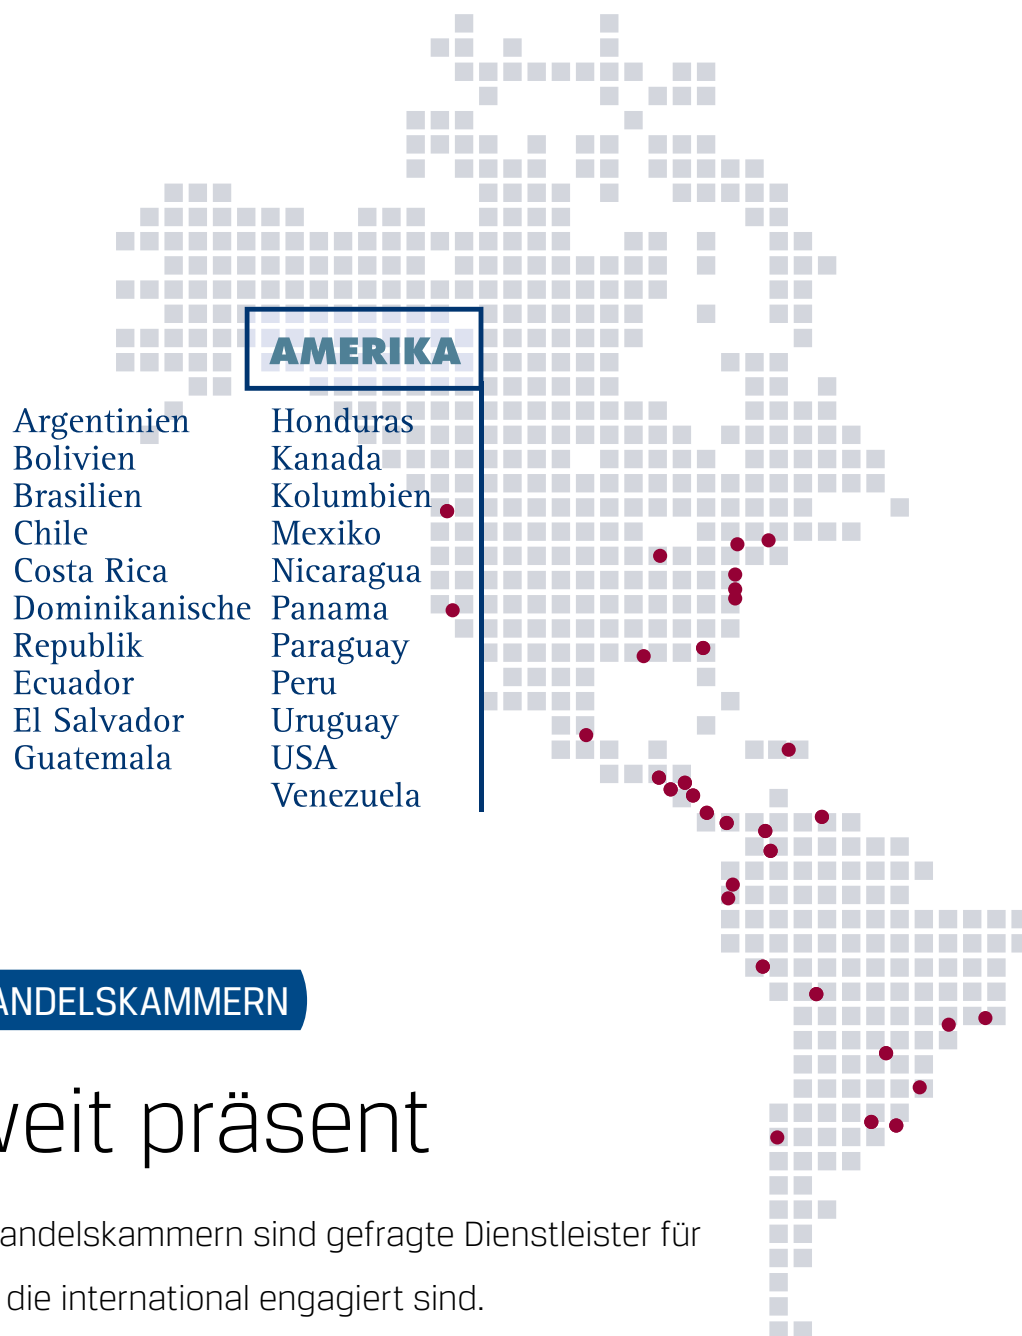 AMERIKA
Argentinien
Bolivien
Brasilien
Chile
Costa Rica
Dominikanische
Republik
Ecuador
El Salvador
Guatemala
Honduras
Kanada
Kolumbien
Mexiko
Nicaragua
Panama
Paraguay
Peru
Uruguay
USA
Venezuela
ANDELSKAMMERN
weit präsent
andelskammern sind gefragte Dienstleister für
die international engagiert sind.